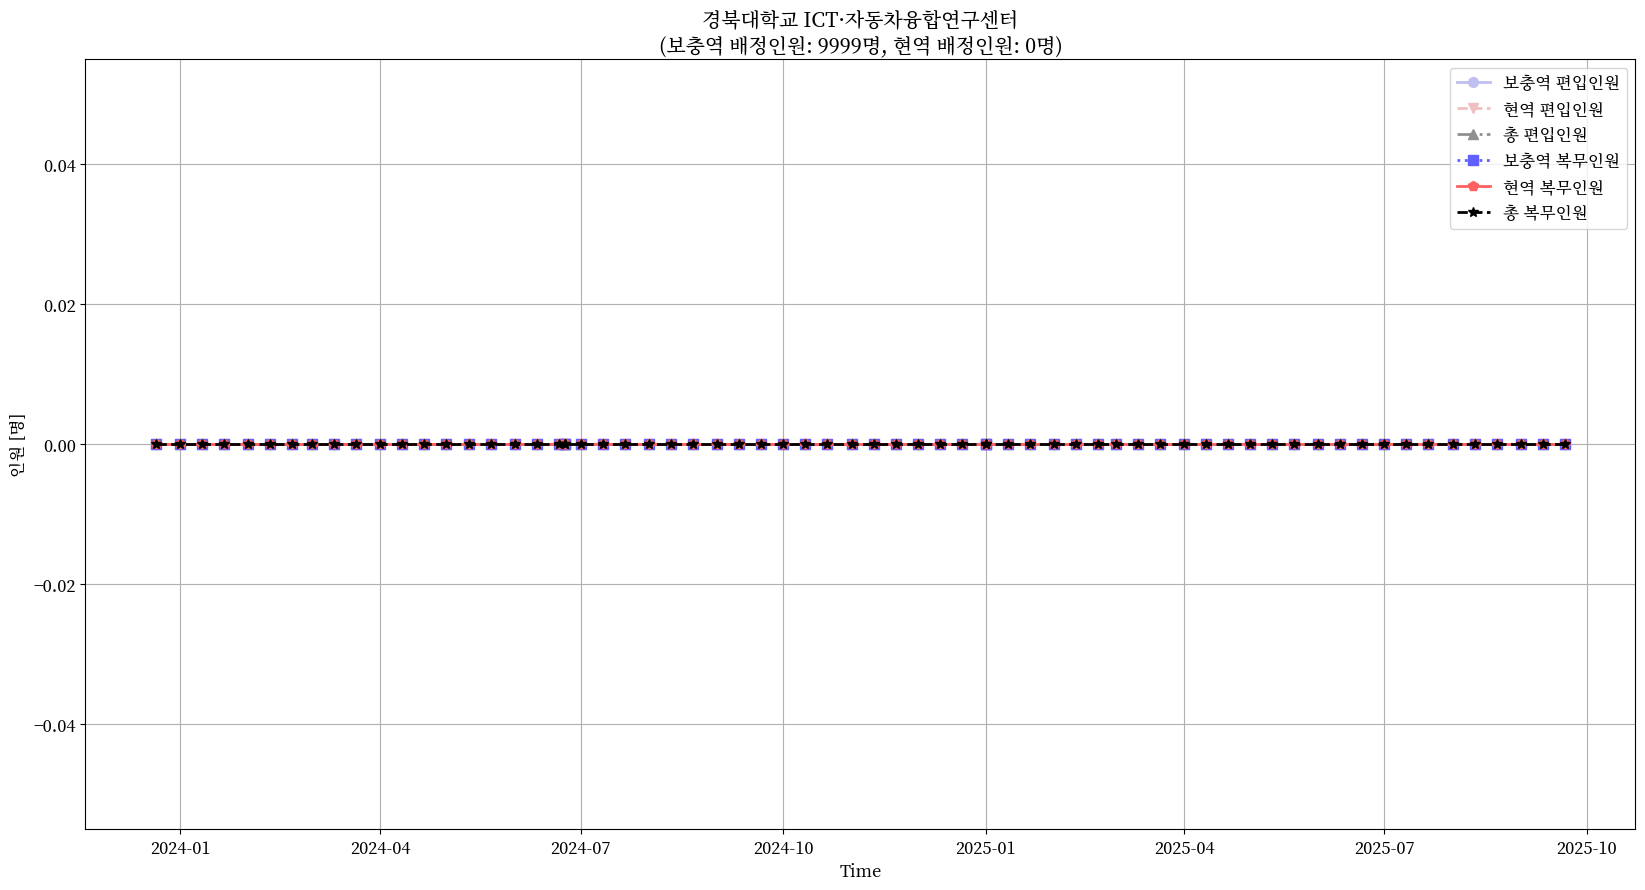 경북대학교 ICT·자동차융합연구센터
(보충역 배정인원: 9999명, 현역 배정인원: 0명)
보충역 편입인원
현역 편입인원
총 편입인원
보충역 복무인원
현역 복무인원
총 복무인원
인원 [명]
0.04
0.02
0.00
−0.02
−0.04
2024-01
2024-04
2024-07
2024-10
2025-01
2025-04
2025-07
2025-10
Time